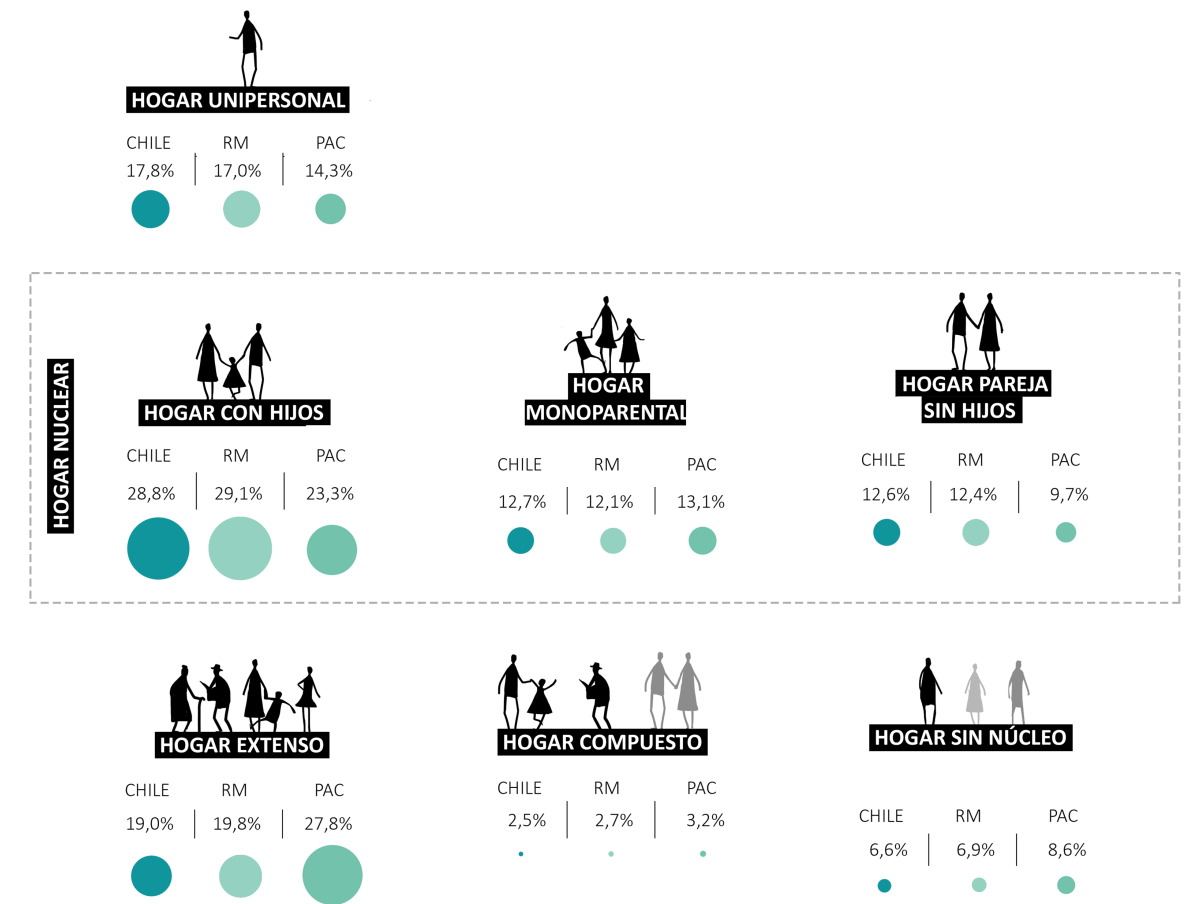 HOGAR UNIPERSONAL
CHILE RM PAC
17,8% 17,0% 14,3%
HOGAR NUCLEAR
HOGAR CON HIJOS
CHILE RM PAC
28,8% 29,1% 23,3%
HOGAR
MONOPARENTAL
CHILE RM PAC
12,7% 12,1% 13,1%
HOGAR PAREJA
SIN HIJOS
CHILE RM PAC
12,6% 12,4% 9,7%
HOGAR EXTENSO
CHILE RM PAC
19,0% 19,8% 27,8%
HOGAR COMPUESTO
CHILE RM PAC
2,5% 2,7% 3,2%
HOGAR SIN NÚCLEO
CHILE RM PAC
6,6% 6,9% 8,6%